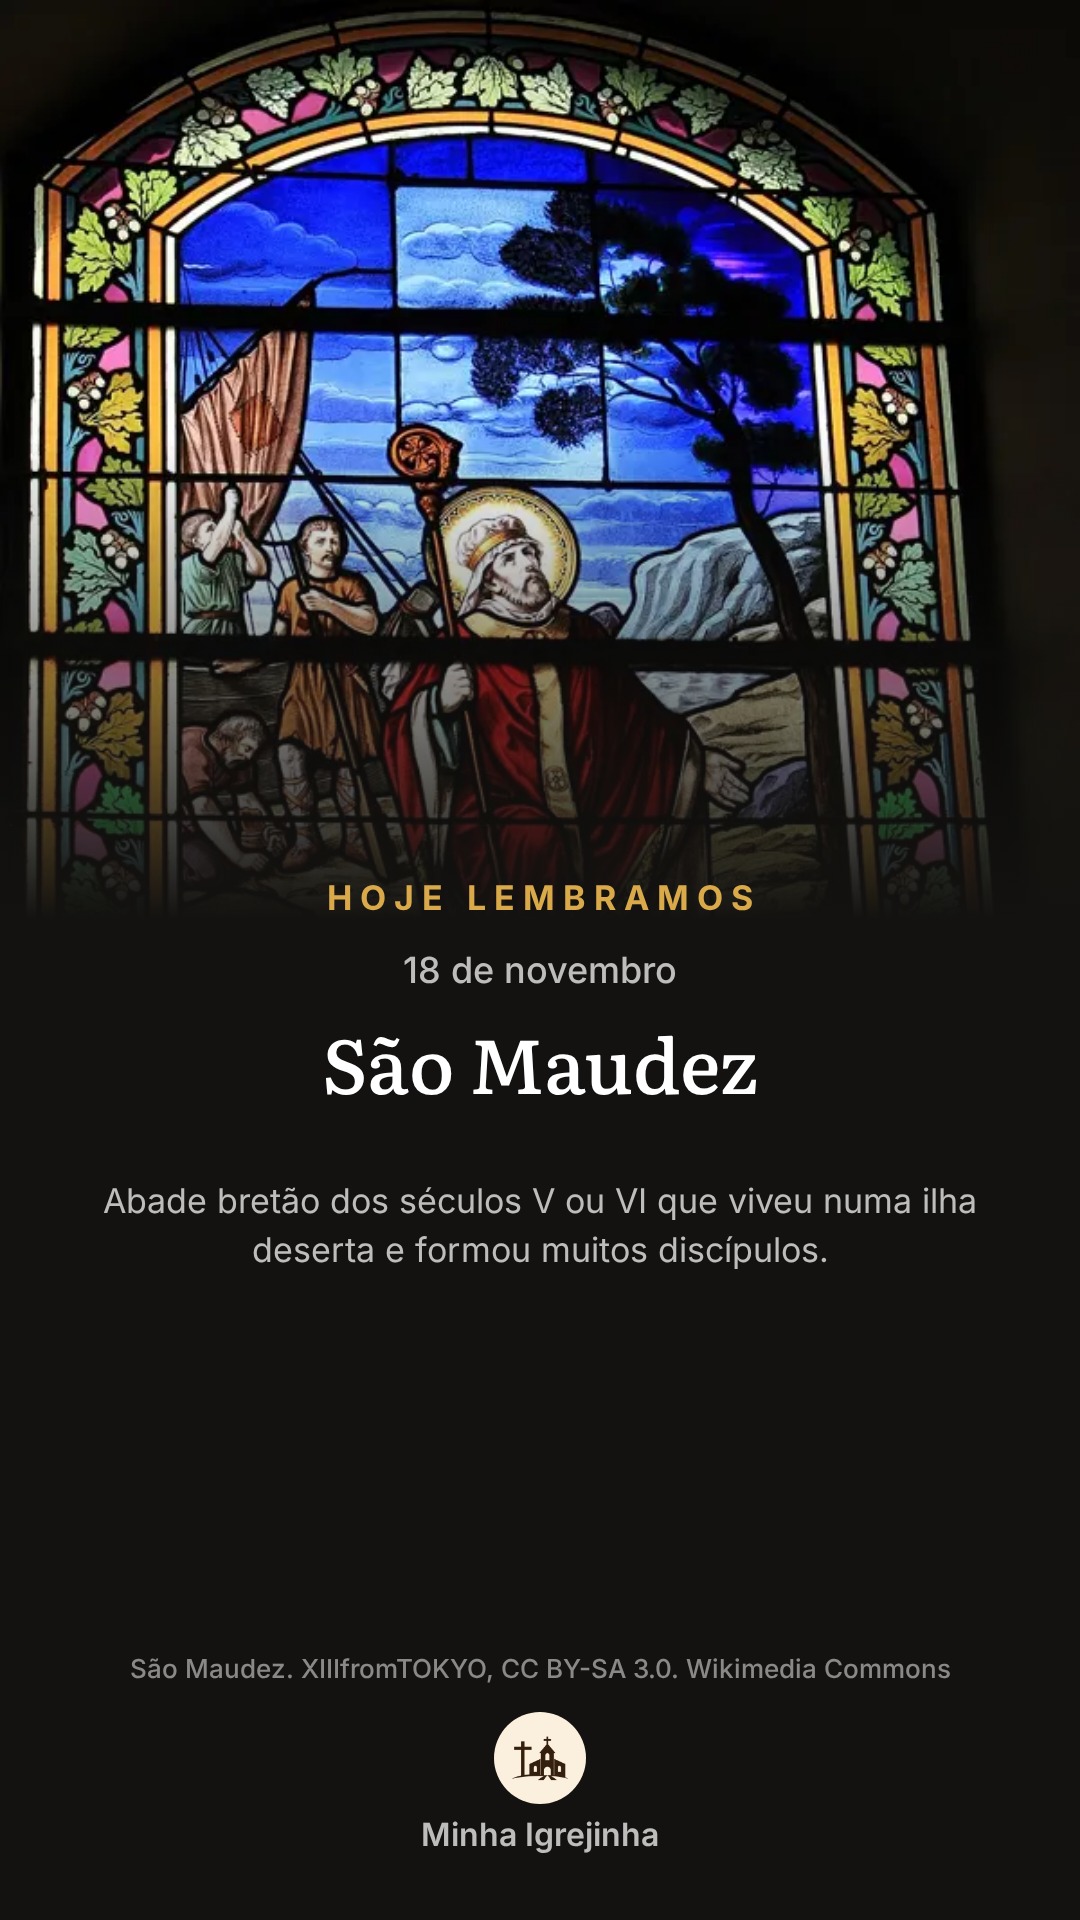 HOJE LEMBRAMOS
18 de novembro
São Maudez
Abade bretão dos séculos V ou VI que viveu numa ilha
deserta e formou muitos discípulos.
São Maudez. XIIIfromTOKYO, CC BY-SA 3.0. Wikimedia Commons
Minha Igrejinha